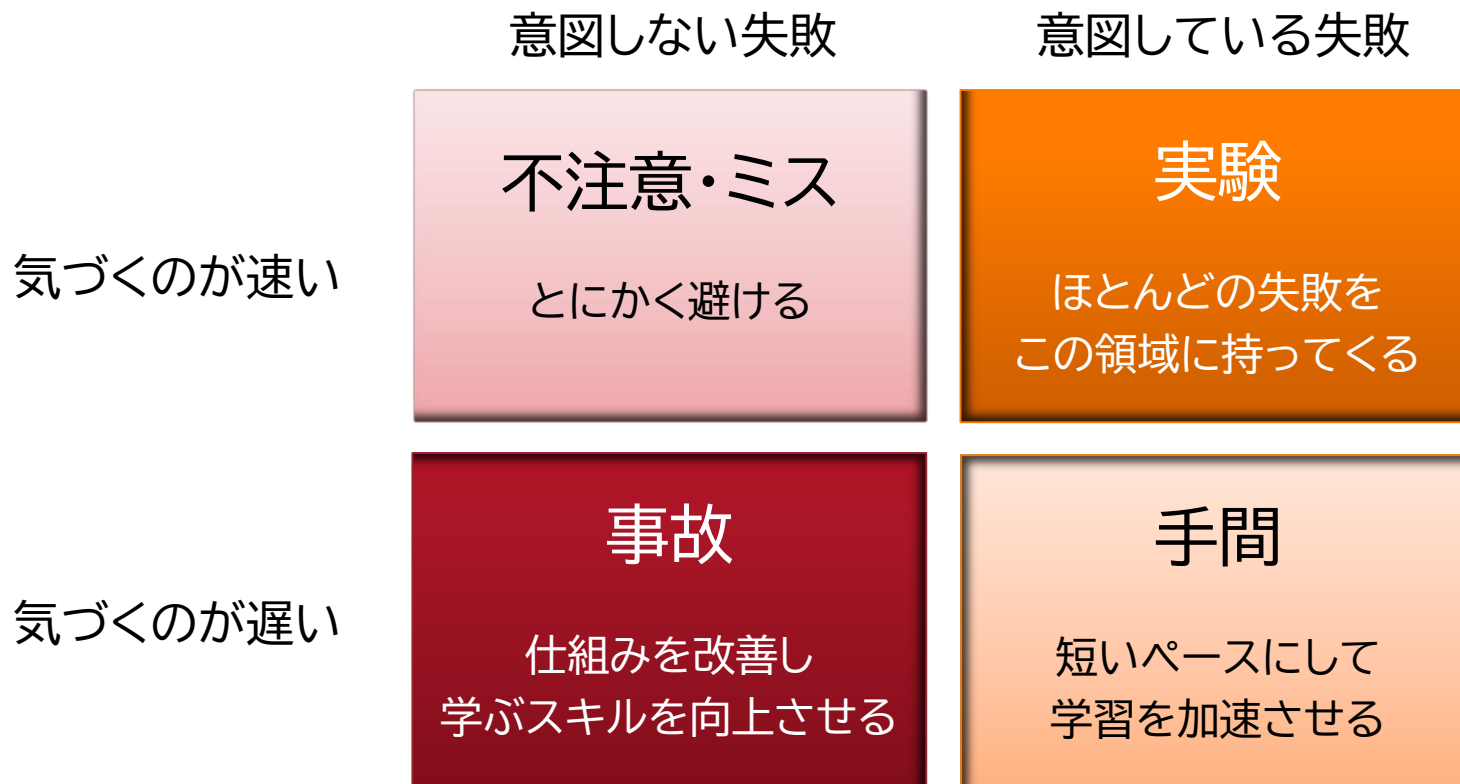 意図しない失敗
意図している失敗
気づくのが速い
不注意・ミス
とにかく避ける
実験
ほとんどの失敗を
この領域に持ってくる
気づくのが遅い
事故
仕組みを改善し
学ぶスキルを向上させる
手間
短いペースにして
学習を加速させる